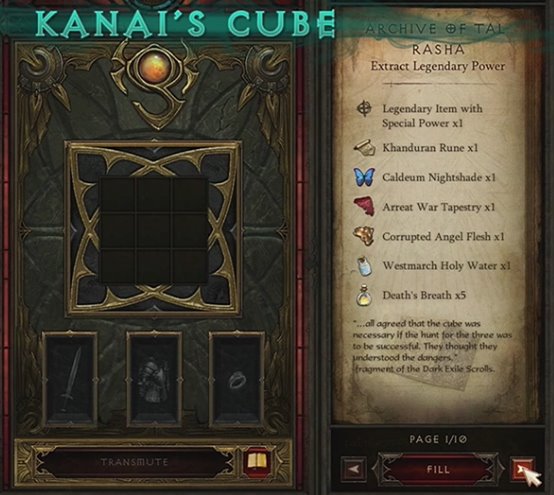 KANAI'S CUBE
ARCHIVE OF TAL
RASHA
Extract Legendary Power
Legendary Item with
Special Power x1
Khanduran Rune x1
Caldeum Nightshade x1
Arreat War Tapestry x1
Corrupted Angel Flesh x1
Westmarch Holy Water x1
Death's Breath x5
"...all agreed that the cube was
necessary if the hunt for the three was
to be successful. They thought they
understood the dangers."
fragment of the Dark Exile Scrolls.
PAGE 1/10
TRANSMUTE
FILL